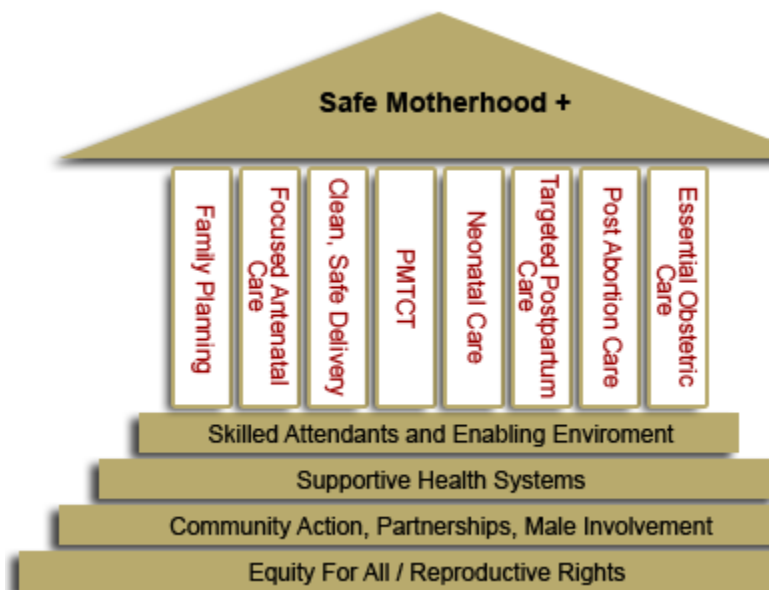 Safe Motherhood +
Family Planning
Focused Antenatal
Care
Clean, Safe Delivery
PMTCT
Neonatal Care
Targeted Postpartum
Care
Post Abortion Care
Essential Obstetric
Care
Skilled Attendants and Enabling Enviroment
Supportive Health Systems
Community Action, Partnerships, Male Involvement
Equity For All / Reproductive Rights